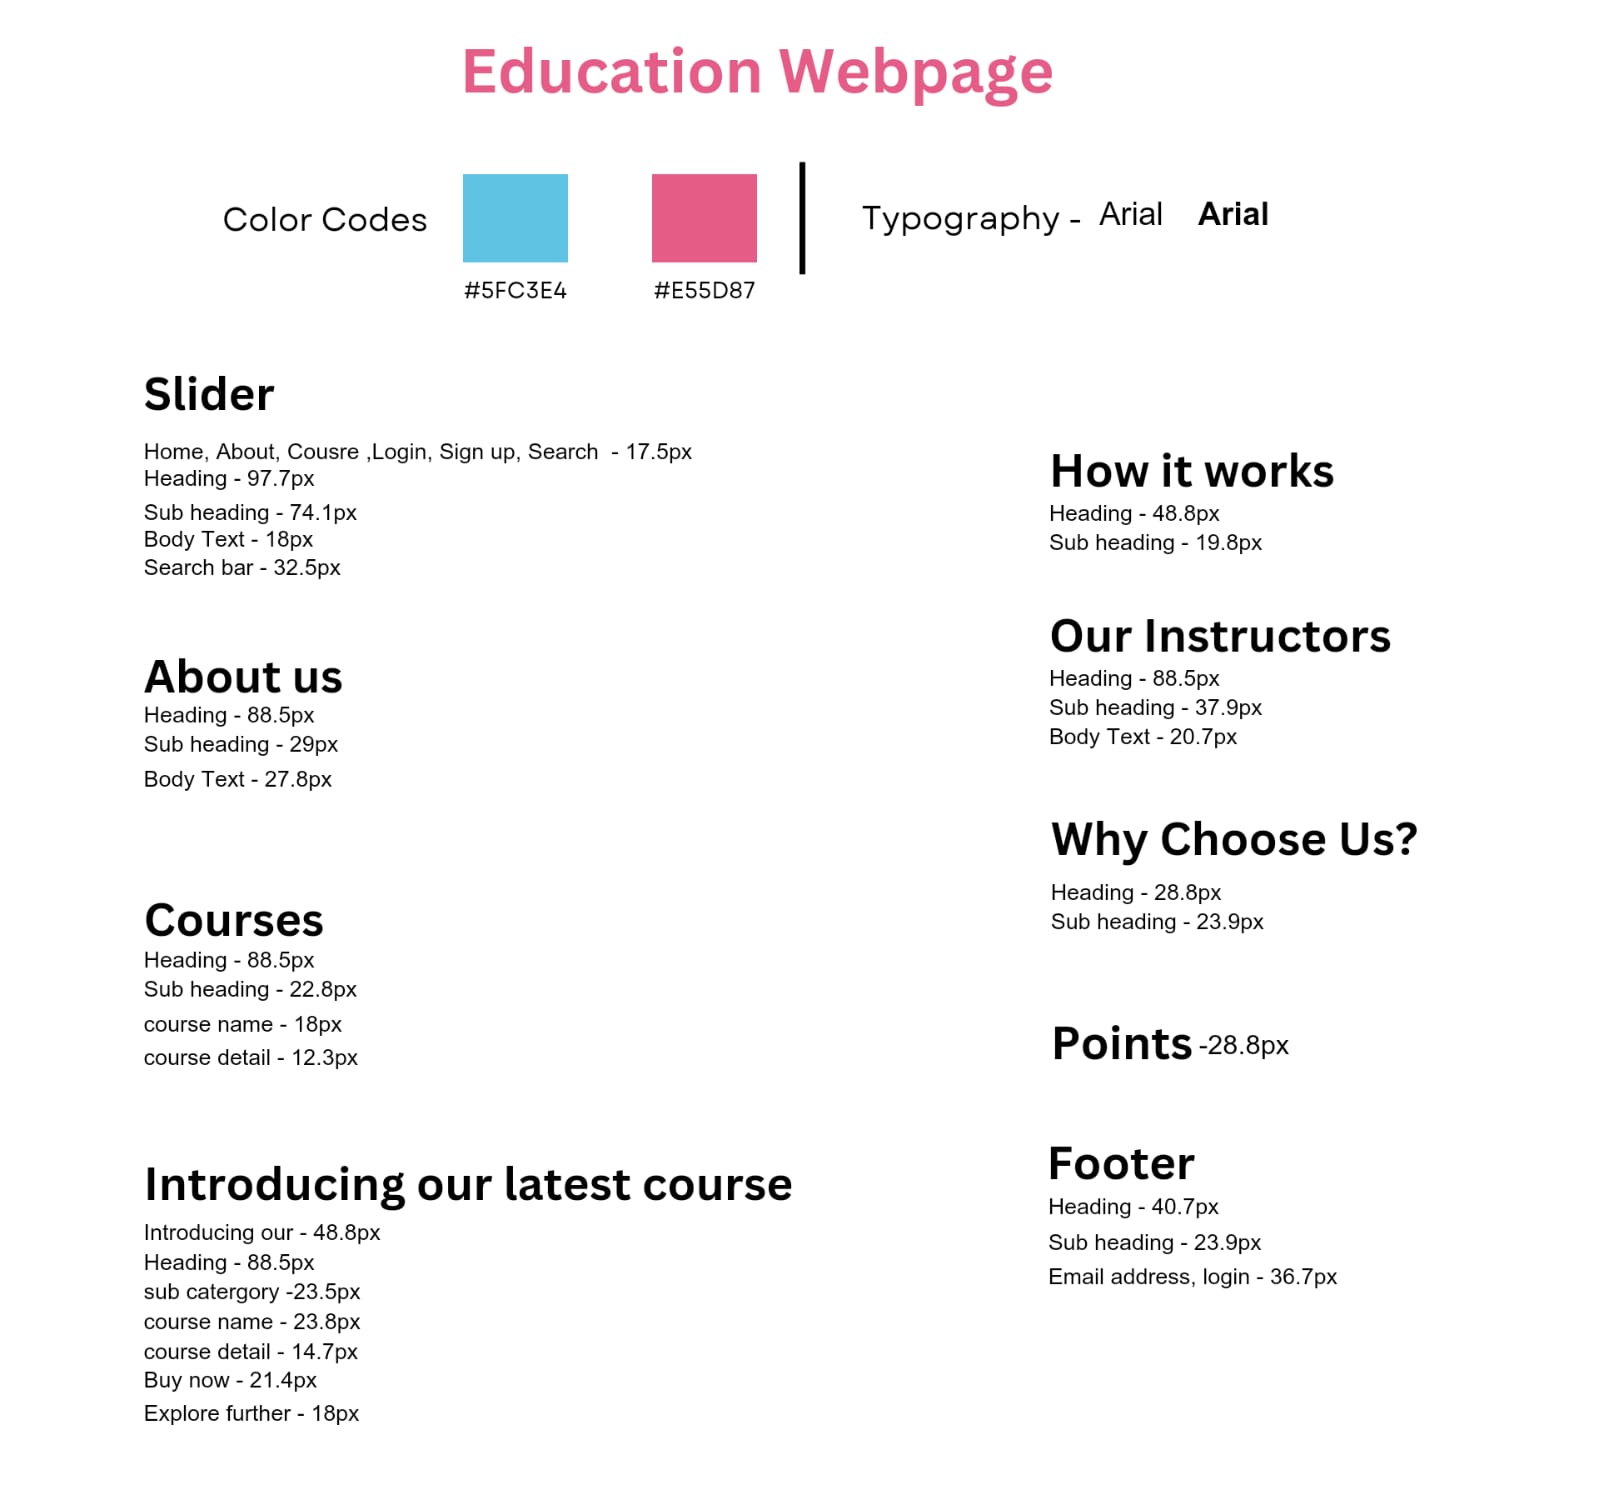 Education Webpage
Color Codes
#5FC3E4
#E55D87
Typography - Arial Arial
Slider
Home, About, Cousre ,Login, Sign up, Search - 17.5px
Heading - 97.7px
Sub heading - 74.1px
Body Text - 18px
Search bar - 32.5px
About us
Heading - 88.5px
Sub heading - 29px
Body Text - 27.8px
Courses
Heading - 88.5px
Sub heading - 22.8px
course name - 18px
course detail - 12.3px
Introducing our latest course
Introducing our - 48.8px
Heading - 88.5px
sub catergory -23.5px
course name - 23.8px
course detail - 14.7px
Buy now - 21.4px
Explore further - 18px
How it works
Heading - 48.8px
Sub heading - 19.8px
Our Instructors
Heading - 88.5px
Sub heading - 37.9px
Body Text - 20.7px
Why Choose Us?
Heading - 28.8px
Sub heading - 23.9px
Points -28.8px
Footer
Heading - 40.7px
Sub heading - 23.9px
Email address, login - 36.7px